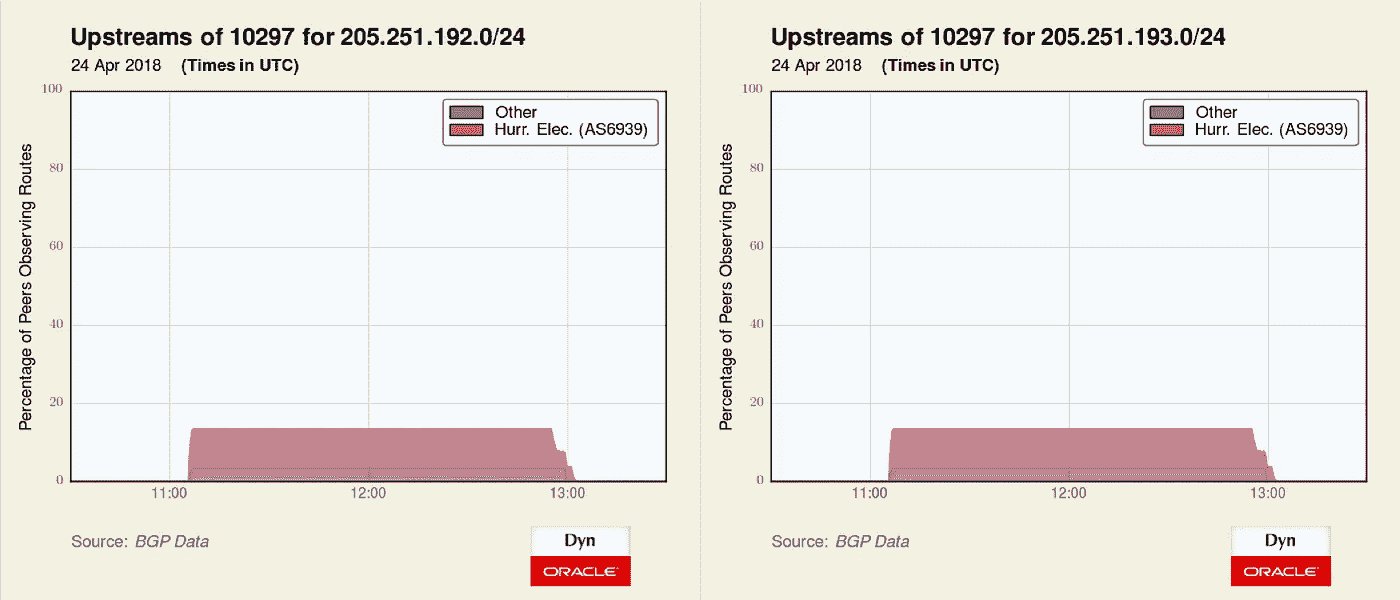 Upstreams of 10297 for 205.251.192.0/24
24 Apr 2018 (Times in UTC)
Percentage of Peers Observing Routes
100
80
60
40
20
0
Other
Hurr. Elec. (AS6939)
11:00 12:00 13:00
Source: BGP Data
Dyn
ORACLE
Upstreams of 10297 for 205.251.193.0/24
24 Apr 2018 (Times in UTC)
Percentage of Peers Observing Routes
100
80
60
40
20
0
Other
Hurr. Elec. (AS6939)
11:00 12:00 13:00
Source: BGP Data
Dyn
ORACLE